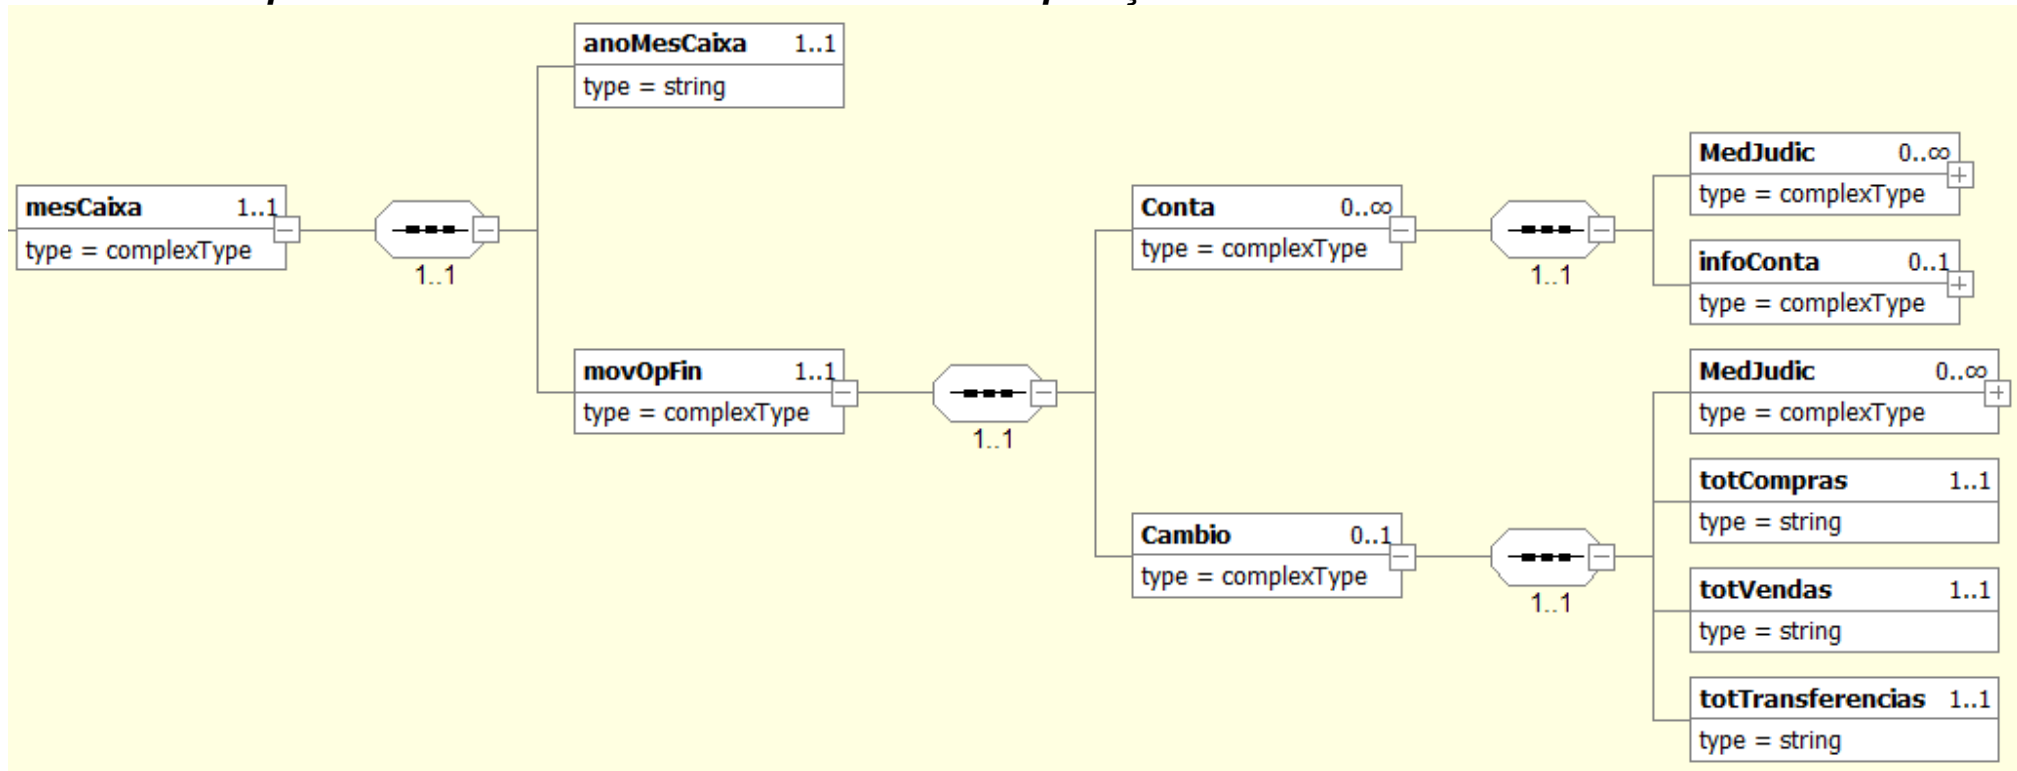 anoMesCaixa 1..1
type = string
mesCaixa 1..1
type = complexType
1..1
movOpFin 1..1
type = complexType
1..1
Conta 0..∞
type = complexType
1..1
MedJudic 0..∞
type = complexType
infoConta 0..1
type = complexType
Cambio 0..1
type = complexType
1..1
MedJudic 0..∞
type = complexType
totCompras 1..1
type = string
totVendas 1..1
type = string
totTransferencias 1..1
type = string